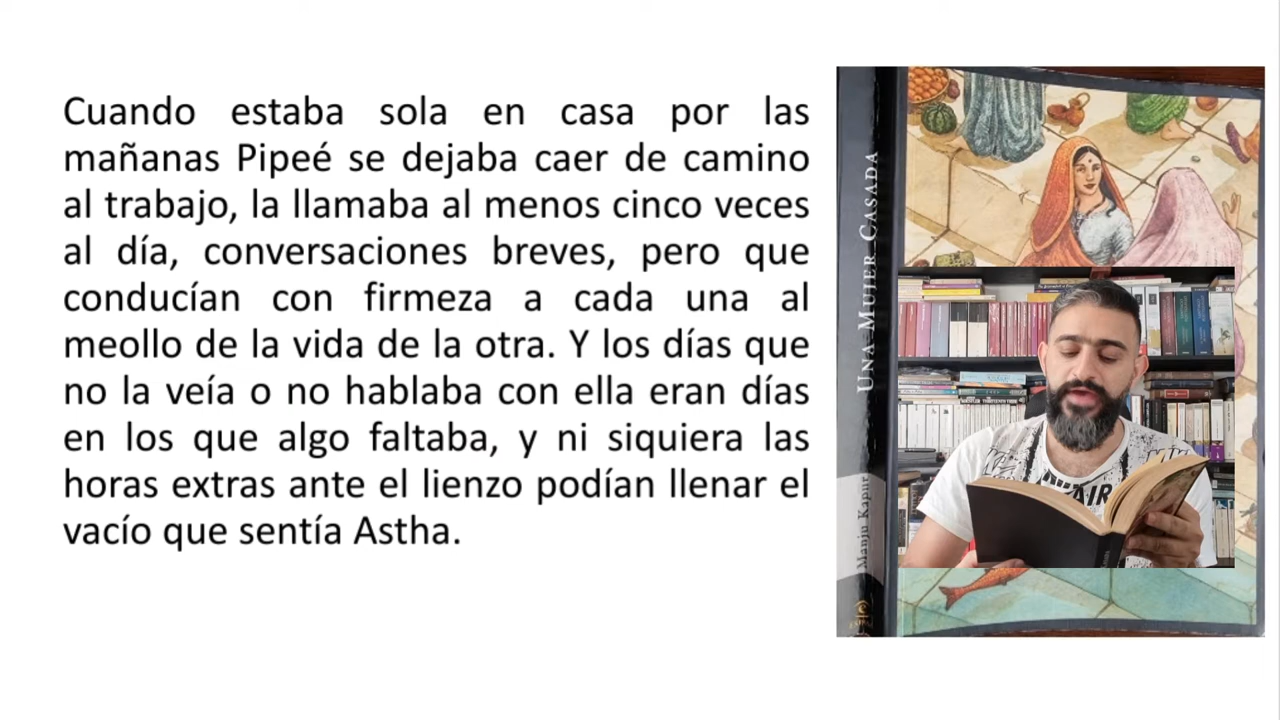 Cuando estaba sola en casa por las
mañanas Pipeé se dejaba caer de camino
al trabajo, la llamaba al menos cinco veces
al día, conversaciones breves, pero que
conducían con firmeza a cada una al
meollo de la vida de la otra. Y los días que
no la veía o no hablaba con ella eran días
en los que algo faltaba, y ni siquiera las
horas extras ante el lienzo podían llenar el
vacío que sentía Astha.
UNA MUJER CASADA
Manju Kapur